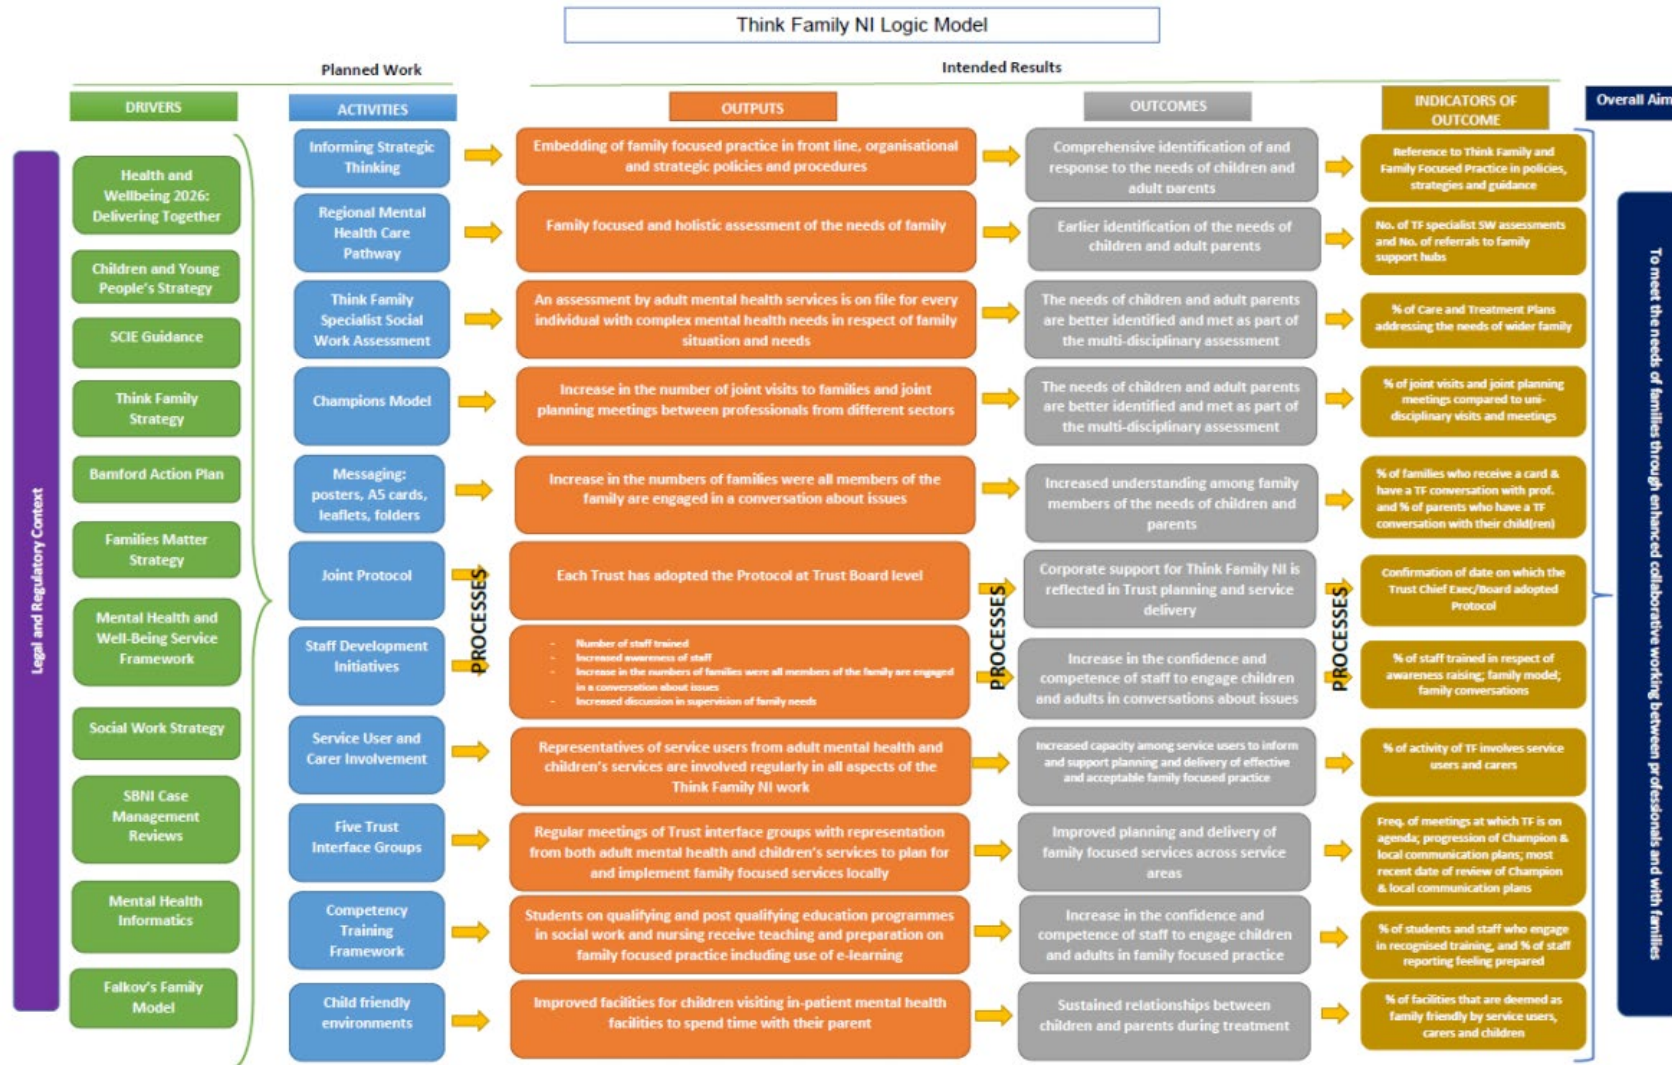 Think Family NI Logic Model
Planned Work
Intended Results
DRIVERS
ACTIVITIES
OUTPUTS
OUTCOMES
INDICATORS OF
OUTCOME
Overall Aim
Legal and Regulatory Context
Health and
Wellbeing 2026:
Delivering Together
Children and Young
People's Strategy
SCIE Guidance
Think Family
Strategy
Bamford Action Plan
Families Matter
Strategy
Mental Health and
Well-Being Service
Framework
Social Work Strategy
SBNI Case
Management
Reviews
Mental Health
Informatics
Falkov's Family
Model
Informing Strategic
Thinking
Embedding of family focused practice in front line, organisational
and strategic policies and procedures
Comprehensive identification of and
response to the needs of children and
adult parents
Reference to Think Family and
Family Focused Practice in policies,
strategies and guidance
Regional Mental
Health Care
Pathway
Family focused and holistic assessment of the needs of family
Earlier identification of the needs of
children and adult parents
No. of TF specialist SW assessments
and No. of referrals to family
support hubs
Think Family
Specialist Social
Work Assessment
An assessment by adult mental health services is on file for every
individual with complex mental health needs in respect of family
situation and needs
The needs of children and adult parents
are better identified and met as part of
the multi-disciplinary assessment
% of Care and Treatment Plans
addressing the needs of wider family
Champions Model
Increase in the number of joint visits to families and joint
planning meetings between professionals from different sectors
The needs of children and adult parents
are better identified and met as part of
the multi-disciplinary assessment
% of joint visits and joint planning
meetings compared to uni-
disciplinary visits and meetings
Messaging:
posters, A5 cards,
leaflets, folders
Increase in the numbers of families were all members of the
family are engaged in a conversation about issues
Increased understanding among family
members of the needs of children and
parents
% of families who receive a card &
have a TF conversation with prof.
and % of parents who have a TF
conversation with their child(ren)
Joint Protocol
Each Trust has adopted the Protocol at Trust Board level
Corporate support for Think Family NI is
reflected in Trust planning and service
delivery
Confirmation of date on which the
Trust Chief Exec/Board adopted
Protocol
PROCESSES
PROCESSES
PROCESSES
Staff Development
Initiatives
- Number of staff trained
- Increased awareness of staff
- Increase in the numbers of families were all members of the family are engaged
in a conversation about issues
- Increased discussion in supervision of family needs
Increase in the confidence and
competence of staff to engage children
and adults in conversations about issues
% of staff trained in respect of
awareness raising; family model;
family conversations
Service User and
Carer Involvement
Representatives of service users from adult mental health and
children's services are involved regularly in all aspects of the
Think Family NI work
Increased capacity among service users to inform
and support planning and delivery of effective
and acceptable family focused practice
% of activity of TF involves service
users and carers
Five Trust
Interface Groups
Regular meetings of Trust interface groups with representation
from both adult mental health and children's services to plan for
and implement family focused services locally
Improved planning and delivery of
family focused services across service
areas
Freq. of meetings at which TF is on
agenda; progression of Champion &
local communication plans; most
recent date of review of Champion
& local communication plans
Competency
Training
Framework
Students on qualifying and post qualifying education programmes
in social work and nursing receive teaching and preparation on
family focused practice including use of e-learning
Increase in the confidence and
competence of staff to engage children
and adults in family focused practice
% of students and staff who engage
in recognised training, and % of staff
reporting feeling prepared
Child friendly
environments
Improved facilities for children visiting in-patient mental health
facilities to spend time with their parent
Sustained relationships between
children and parents during treatment
% of facilities that are deemed as
family friendly by service users,
carers and children
To meet the needs of families through enhanced collaborative working between professionals and with families